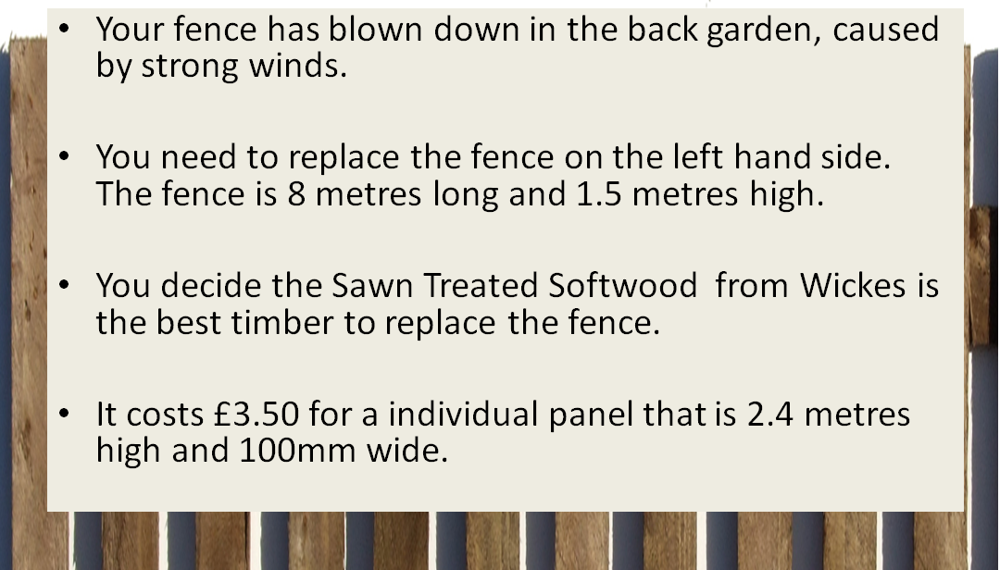 • Your fence has blown down in the back garden, caused
by strong winds.
• You need to replace the fence on the left hand side.
The fence is 8 metres long and 1.5 metres high.
• You decide the Sawn Treated Softwood  from Wickes is
the best timber to replace the fence.
• It costs £3.50 for a individual panel that is 2.4 metres
high and 100mm wide.